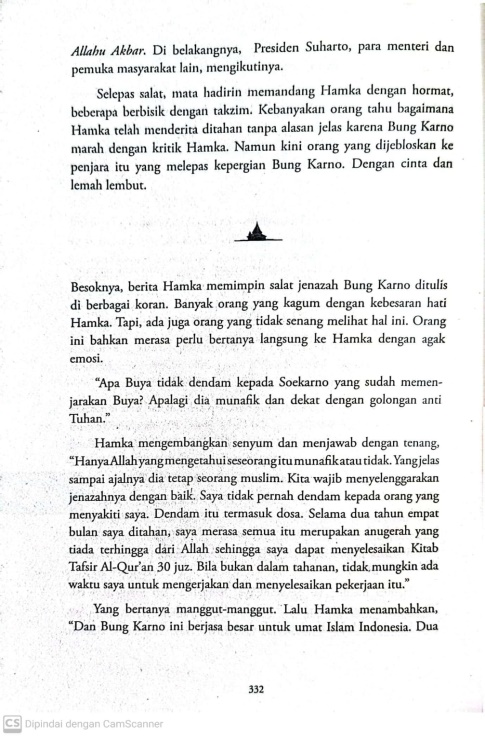 Allahu Akbar. Di belakangnya, Presiden Suharto, para menteri dan
pemuka masyarakat lain, mengikutinya.
Selepas salat, mata hadirin memandang Hamka dengan hormat,
beberapa berbisik dengan takzim. Kebanyakan orang tahu bagaimana
Hamka telah menderita ditahan tanpa alasan jelas karena Bung Karno
marah dengan kritik Hamka. Namun kini orang yang dijebloskan ke
penjara itu yang melepas kepergian Bung Karno. Dengan cinta dan
lemah lembut.
Besoknya, berita Hamka memimpin salat jenazah Bung Karno ditulis
di berbagai koran. Banyak orang yang kagum dengan kebesaran hati
Hamka. Tapi, ada juga orang yang tidak senang melihat hal ini. Orang
ini bahkan merasa perlu bertanya langsung ke Hamka dengan agak
emosi.
“Apa Buya tidak dendam kepada Soekarno yang sudah memen-
jarakan Buya? Apalagi dia munafik dan dekat dengan golongan anti
Tuhan.”
Hamka mengembangkan senyum dan menjawab dengan tenang,
“Hanya Allah yang mengetahui seseorang itu munafik atau tidak. Yang jelas
sampai ajalnya dia tetap seorang muslim. Kita wajib menyelenggarakan
jenazahnya dengan baik. Saya tidak pernah dendam kepada orang yang
menyakiti saya. Dendam itu termasuk dosa. Selama dua tahun empat
bulan saya ditahan, saya merasa semua itu merupakan anugerah yang
tiada terhingga dari Allah sehingga saya dapat menyelesaikan Kitab
Tafsir Al-Qur’an 30 juz. Bila bukan dalam tahanan, tidak mungkin ada
waktu saya untuk mengerjakan dan menyelesaikan pekerjaan itu.”
Yang bertanya manggut-manggut. Lalu Hamka menambahkan,
“Dan Bung Karno ini berjasa besar untuk umat Islam Indonesia. Dua
332
CS Dipindai dengan CamScanner